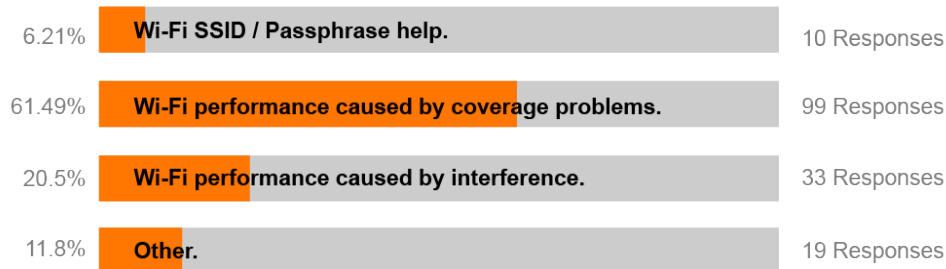 6.21% Wi-Fi SSID / Passphrase help. 10 Responses
61.49% Wi-Fi performance caused by coverage problems. 99 Responses
20.5% Wi-Fi performance caused by interference. 33 Responses
11.8% Other. 19 Responses